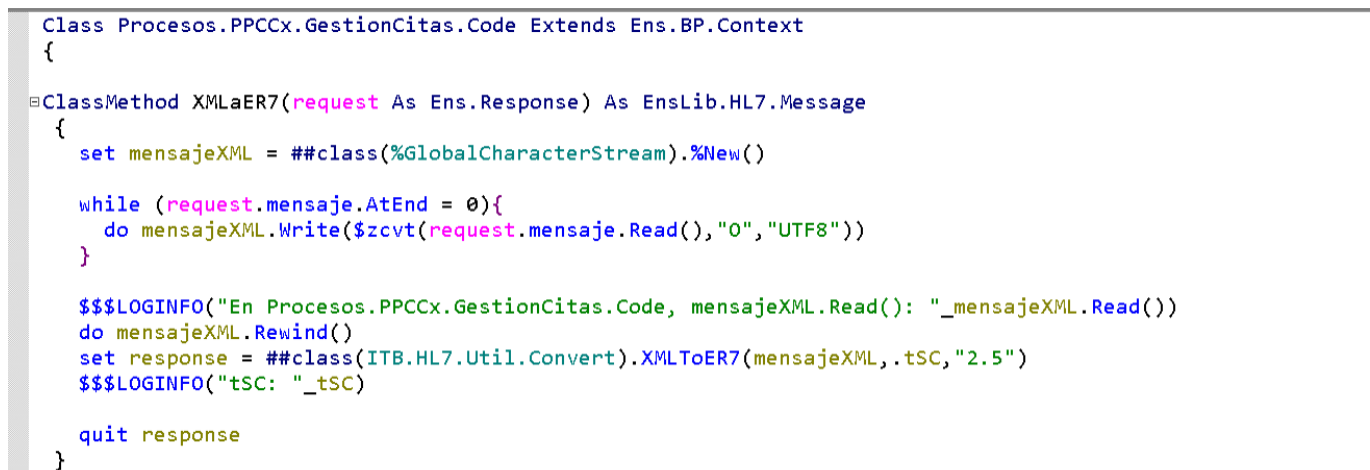 Class Procesos.PPCCx.GestionCitas.Code Extends Ens.BP.Context
{
ClassMethod XMLaER7(request As Ens.Response) As EnsLib.HL7.Message
{
set mensajeXML = ##class(%GlobalCharacterStream).%New()
while (request.mensaje.AtEnd = 0){
do mensajeXML.Write($zcvt(request.mensaje.Read(),"O","UTF8"))
}
$$$LOGINFO("En Procesos.PPCCx.GestionCitas.Code, mensajeXML.Read(): "_mensajeXML.Read())
do mensajeXML.Rewind()
set response = ##class(ITB.HL7.Util.Convert).XMLToER7(mensajeXML,.tSC,"2.5")
$$$LOGINFO("tSC: "_tSC)
quit response
}